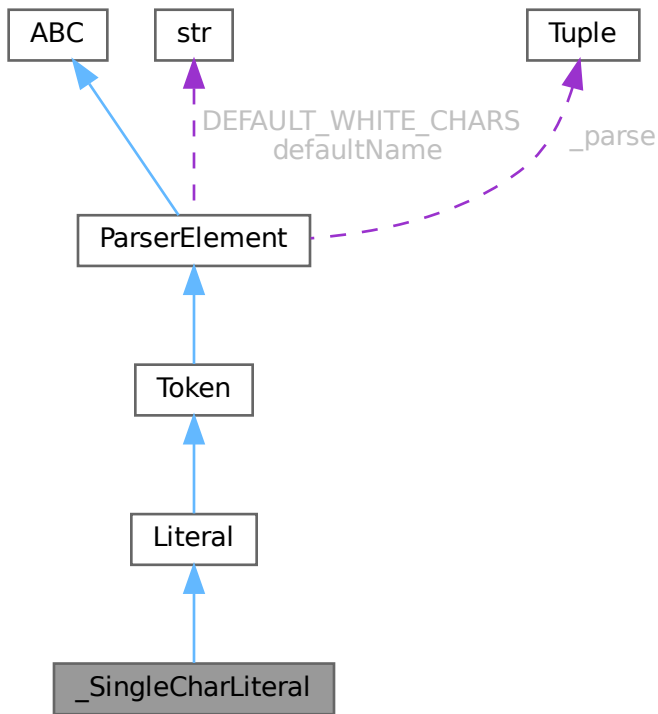 ABC
str
Tuple
DEFAULT_WHITE_CHARS
defaultName
_parse
ParserElement
Token
Literal
_SingleCharLiteral